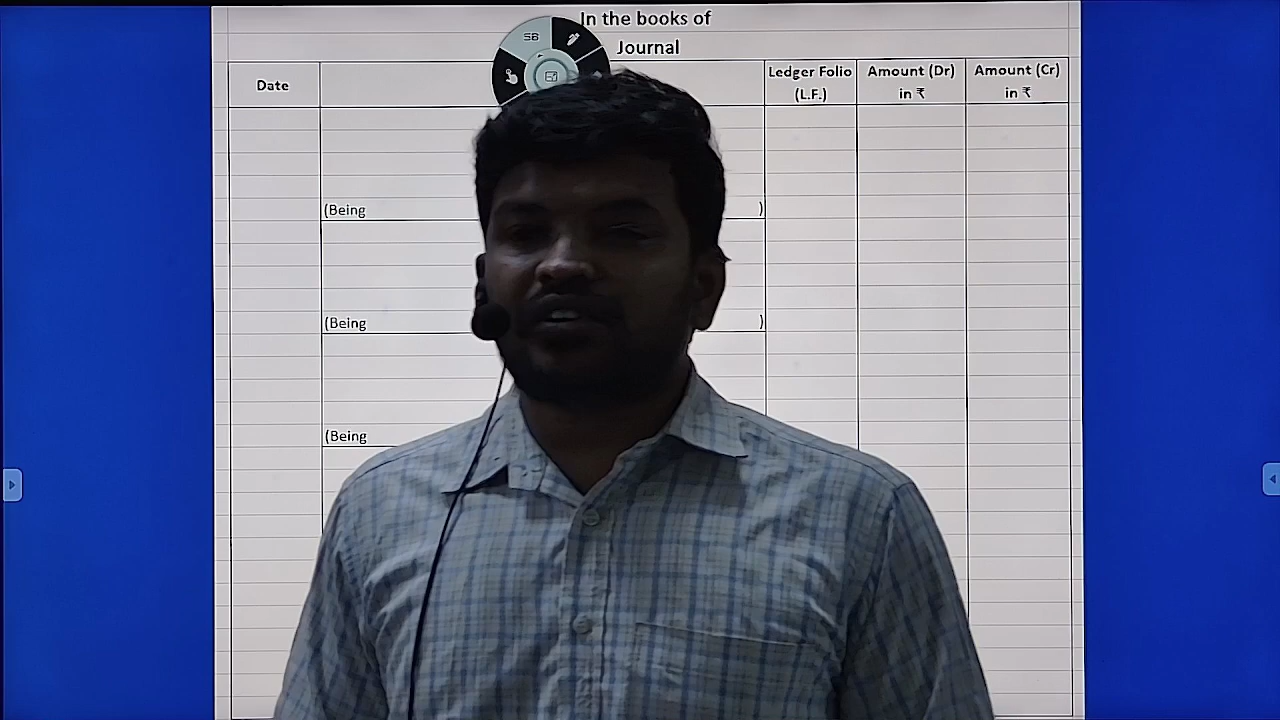 In the books of
Journal
Date
Ledger Folio
(L.F.)
Amount (Dr)
in ₹
Amount (Cr)
in ₹
(Being )
(Being )
(Being
SB